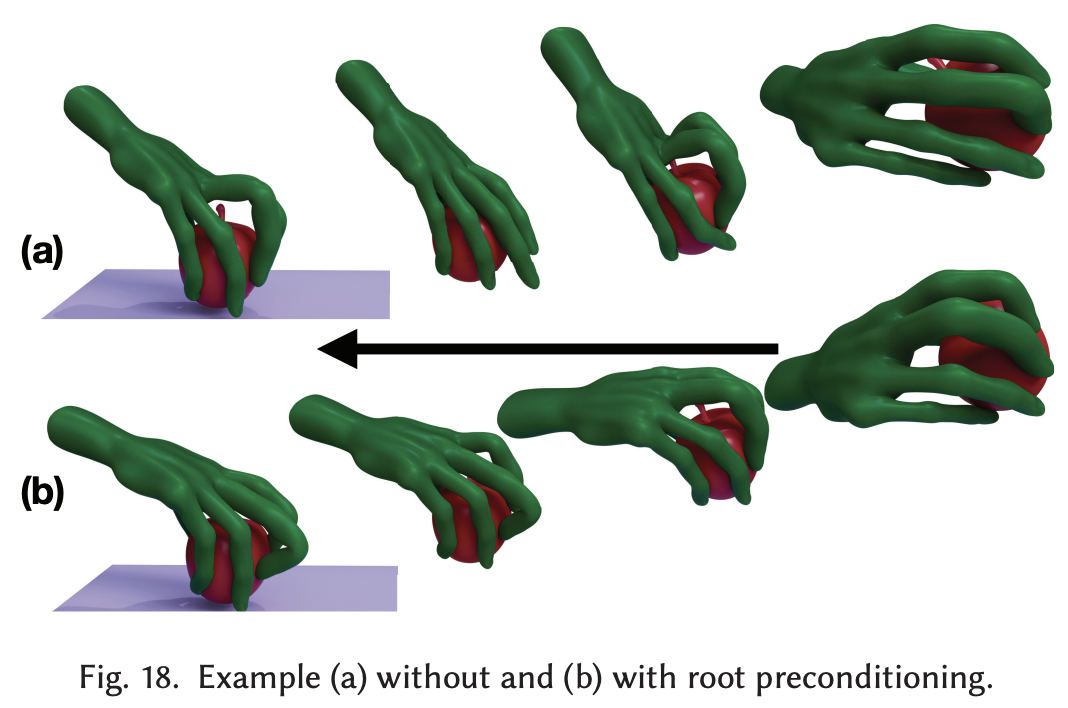 (a)
(b)
Fig. 18. Example (a) without and (b) with root preconditioning.